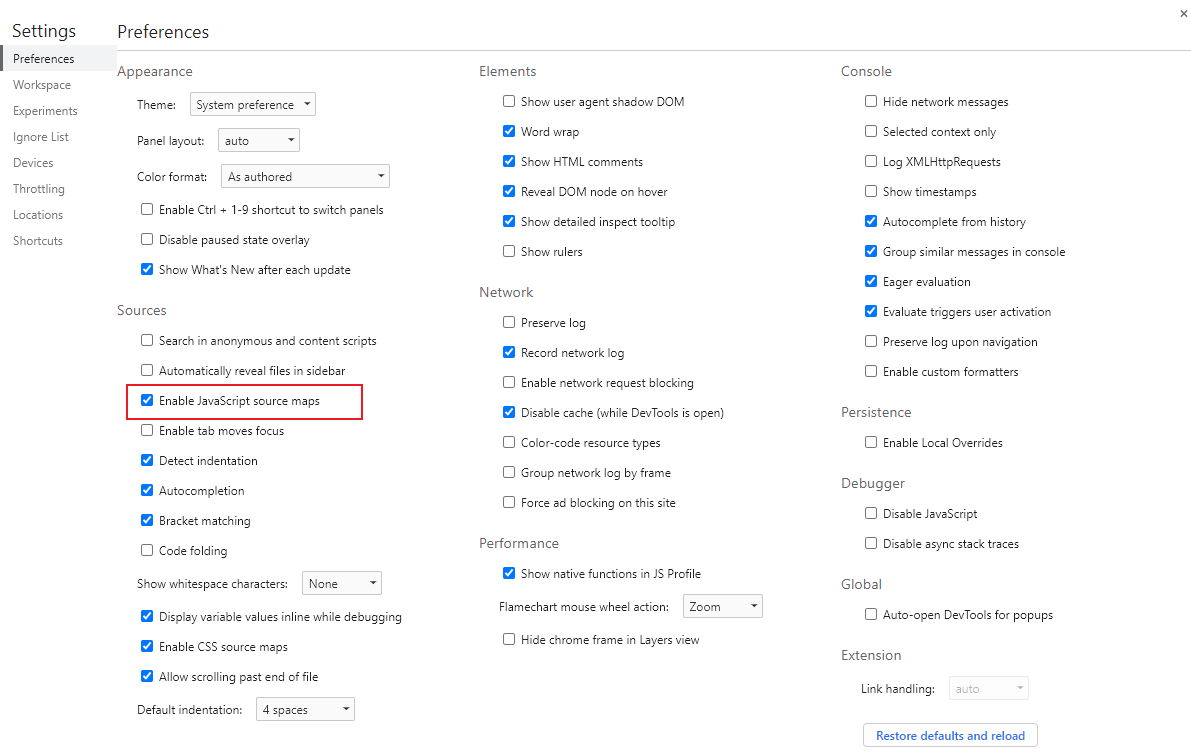 ×
Settings
Preferences
Workspace
Experiments
Ignore List
Devices
Throttling
Locations
Shortcuts
Preferences
Appearance
Theme: System preference
Panel layout: auto
Color format: As authored
Enable Ctrl + 1-9 shortcut to switch panels
Disable paused state overlay
Show What's New after each update
Sources
Search in anonymous and content scripts
Automatically reveal files in sidebar
Enable JavaScript source maps
Enable tab moves focus
Detect indentation
Autocompletion
Bracket matching
Code folding
Show whitespace characters: None
Display variable values inline while debugging
Enable CSS source maps
Allow scrolling past end of file
Default indentation: 4 spaces
Elements
Show user agent shadow DOM
Word wrap
Show HTML comments
Reveal DOM node on hover
Show detailed inspect tooltip
Show rulers
Network
Preserve log
Record network log
Enable network request blocking
Disable cache (while DevTools is open)
Color-code resource types
Group network log by frame
Force ad blocking on this site
Performance
Show native functions in JS Profile
Flamechart mouse wheel action: Zoom
Hide chrome frame in Layers view
Console
Hide network messages
Selected context only
Log XMLHttpRequests
Show timestamps
Autocomplete from history
Group similar messages in console
Eager evaluation
Evaluate triggers user activation
Preserve log upon navigation
Enable custom formatters
Persistence
Enable Local Overrides
Debugger
Disable JavaScript
Disable async stack traces
Global
Auto-open DevTools for popups
Extension
Link handling: auto
Restore defaults and reload